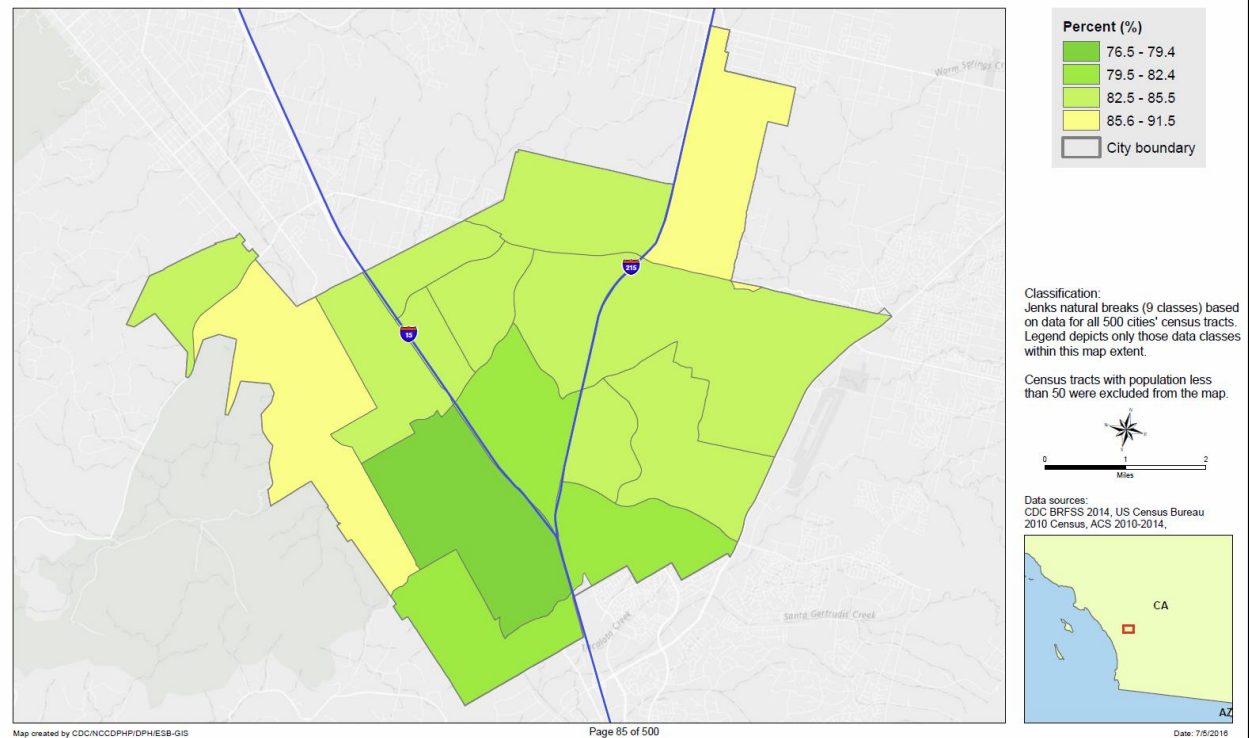 Percent (%)
76.5 - 79.4
79.5 - 82.4
82.5 - 85.5
85.6 - 91.5
City boundary
Warm Springs Cr
215
15
Santa Gertrudis Creek
Classification:
Jenks natural breaks (9 classes) based
on data for all 500 cities' census tracts.
Legend depicts only those data classes
within this map extent.
Census tracts with population less
than 50 were excluded from the map.
N
W
E
S
0 1 2
Miles
Data sources:
CDC BRFSS 2014, US Census Bureau
2010 Census, ACS 2010-2014,
CA
AZ
Map created by CDC/NCCDPHP/DPH/ESB-GIS
Page 85 of 500
Date: 7/5/2016